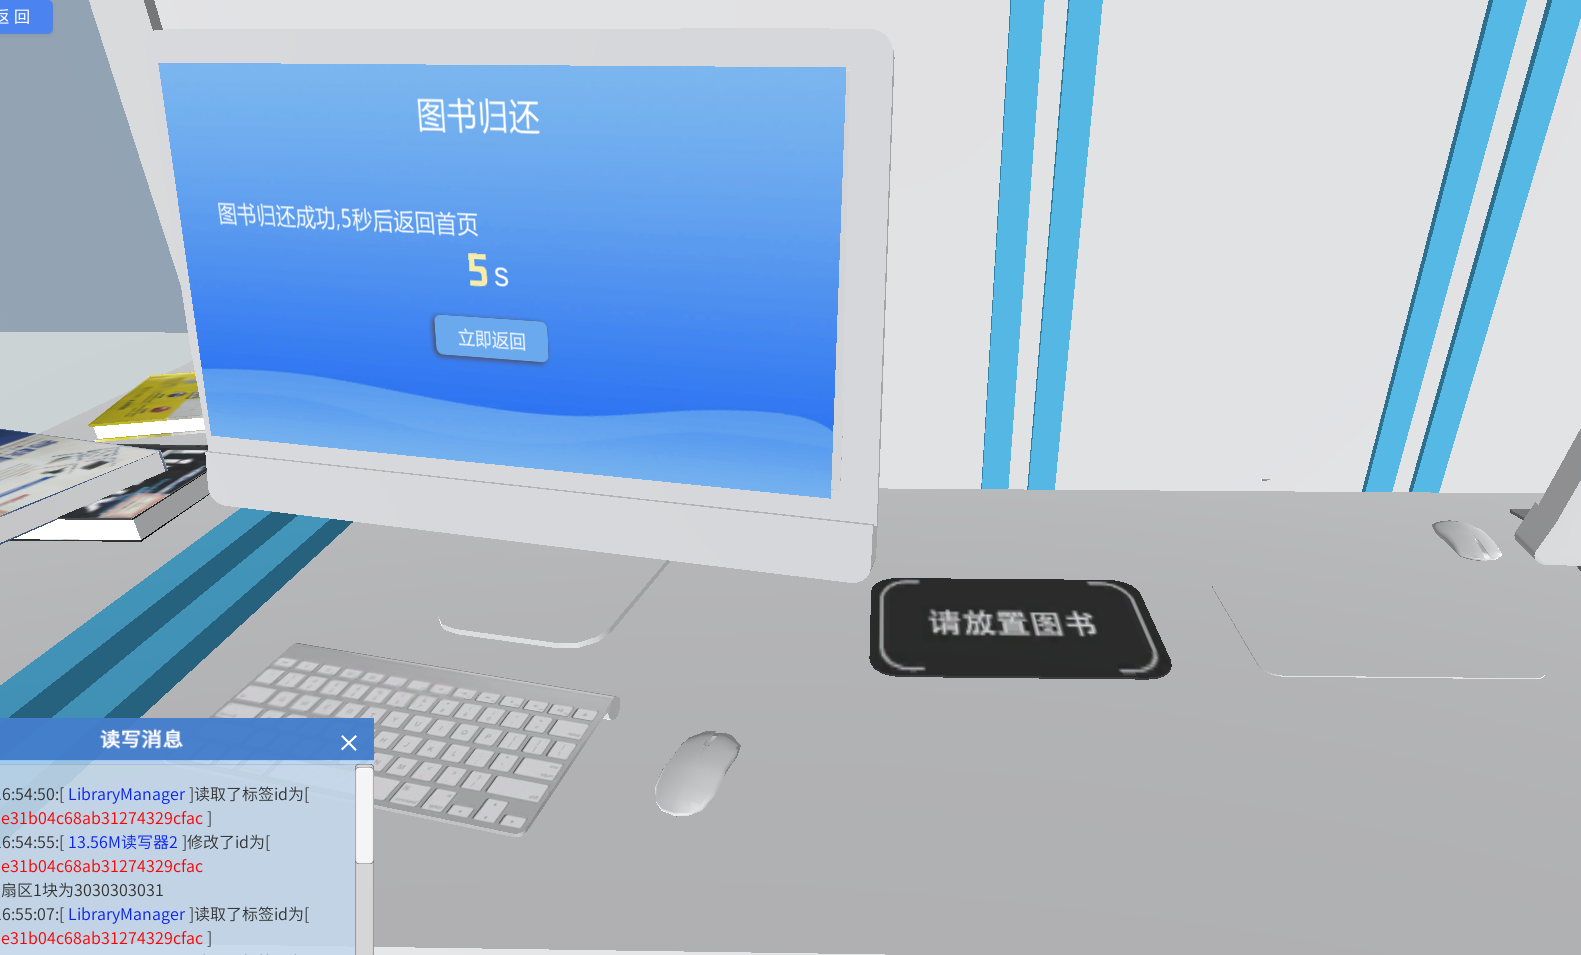 返 回
图书归还
图书归还成功,5秒后返回首页
5 s
立即返回
请放置图书
读写消息
6:54:50:[ LibraryManager ]读取了标签id为[
e31b04c68ab31274329cfac ]
6:54:55:[ 13.56M读写器2 ]修改了id为[
e31b04c68ab31274329cfac
扇区1块为3030303031
6:55:07:[ LibraryManager ]读取了标签id为[
e31b04c68ab31274329cfac ]